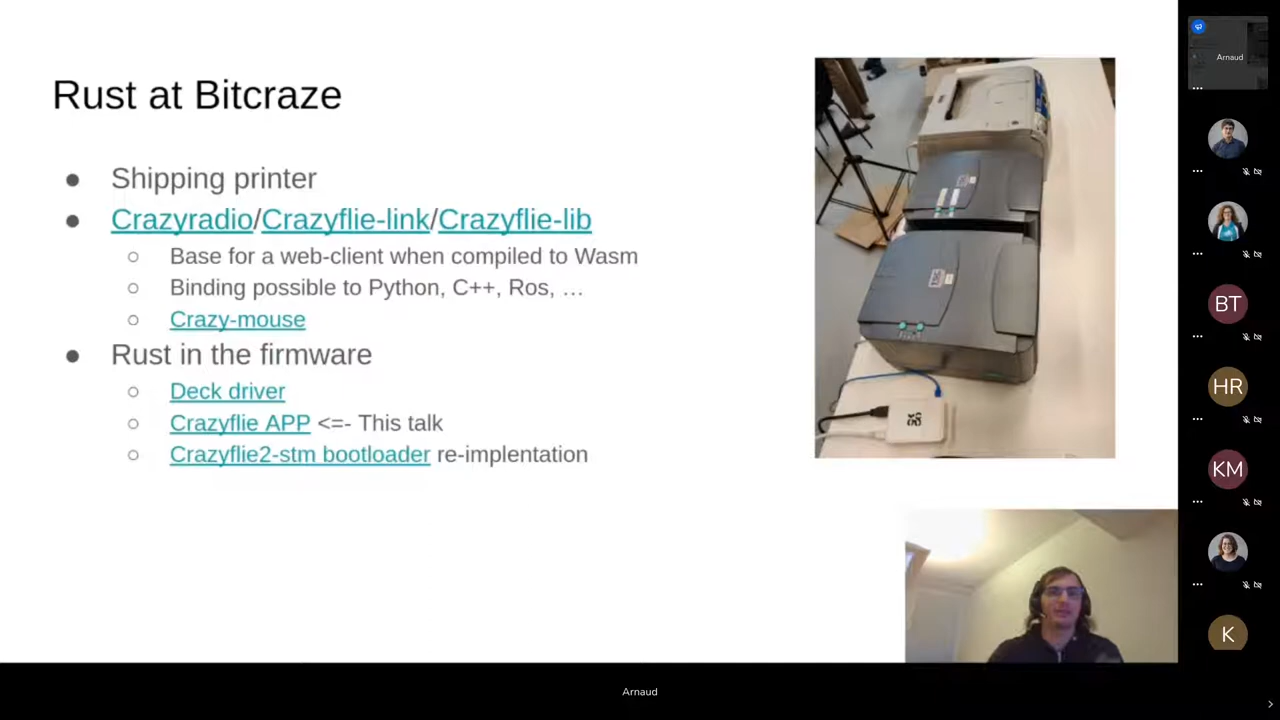 Rust at Bitcraze
Shipping printer
Crazyradio/Crazyflie-link/Crazyflie-lib
Base for a web-client when compiled to Wasm
Binding possible to Python, C++, Ros, …
Crazy-mouse
Rust in the firmware
Deck driver
Crazyflie APP <=- This talk
Crazyflie2-stm bootloader re-implentation
Arnaud
BT
HR
KM
K
Arnaud